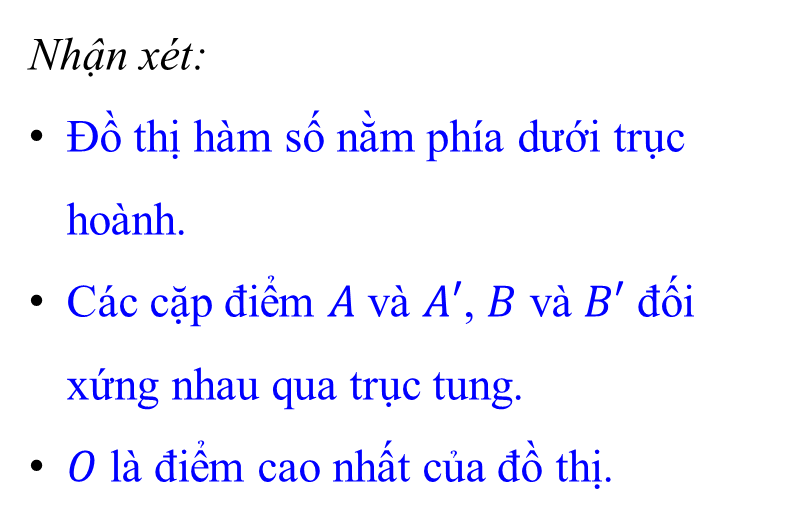 Nhận xét:
• Đồ thị hàm số nằm phía dưới trục
hoành.
• Các cặp điểm A và A′, B và B′ đối
xứng nhau qua trục tung.
• O là điểm cao nhất của đồ thị.